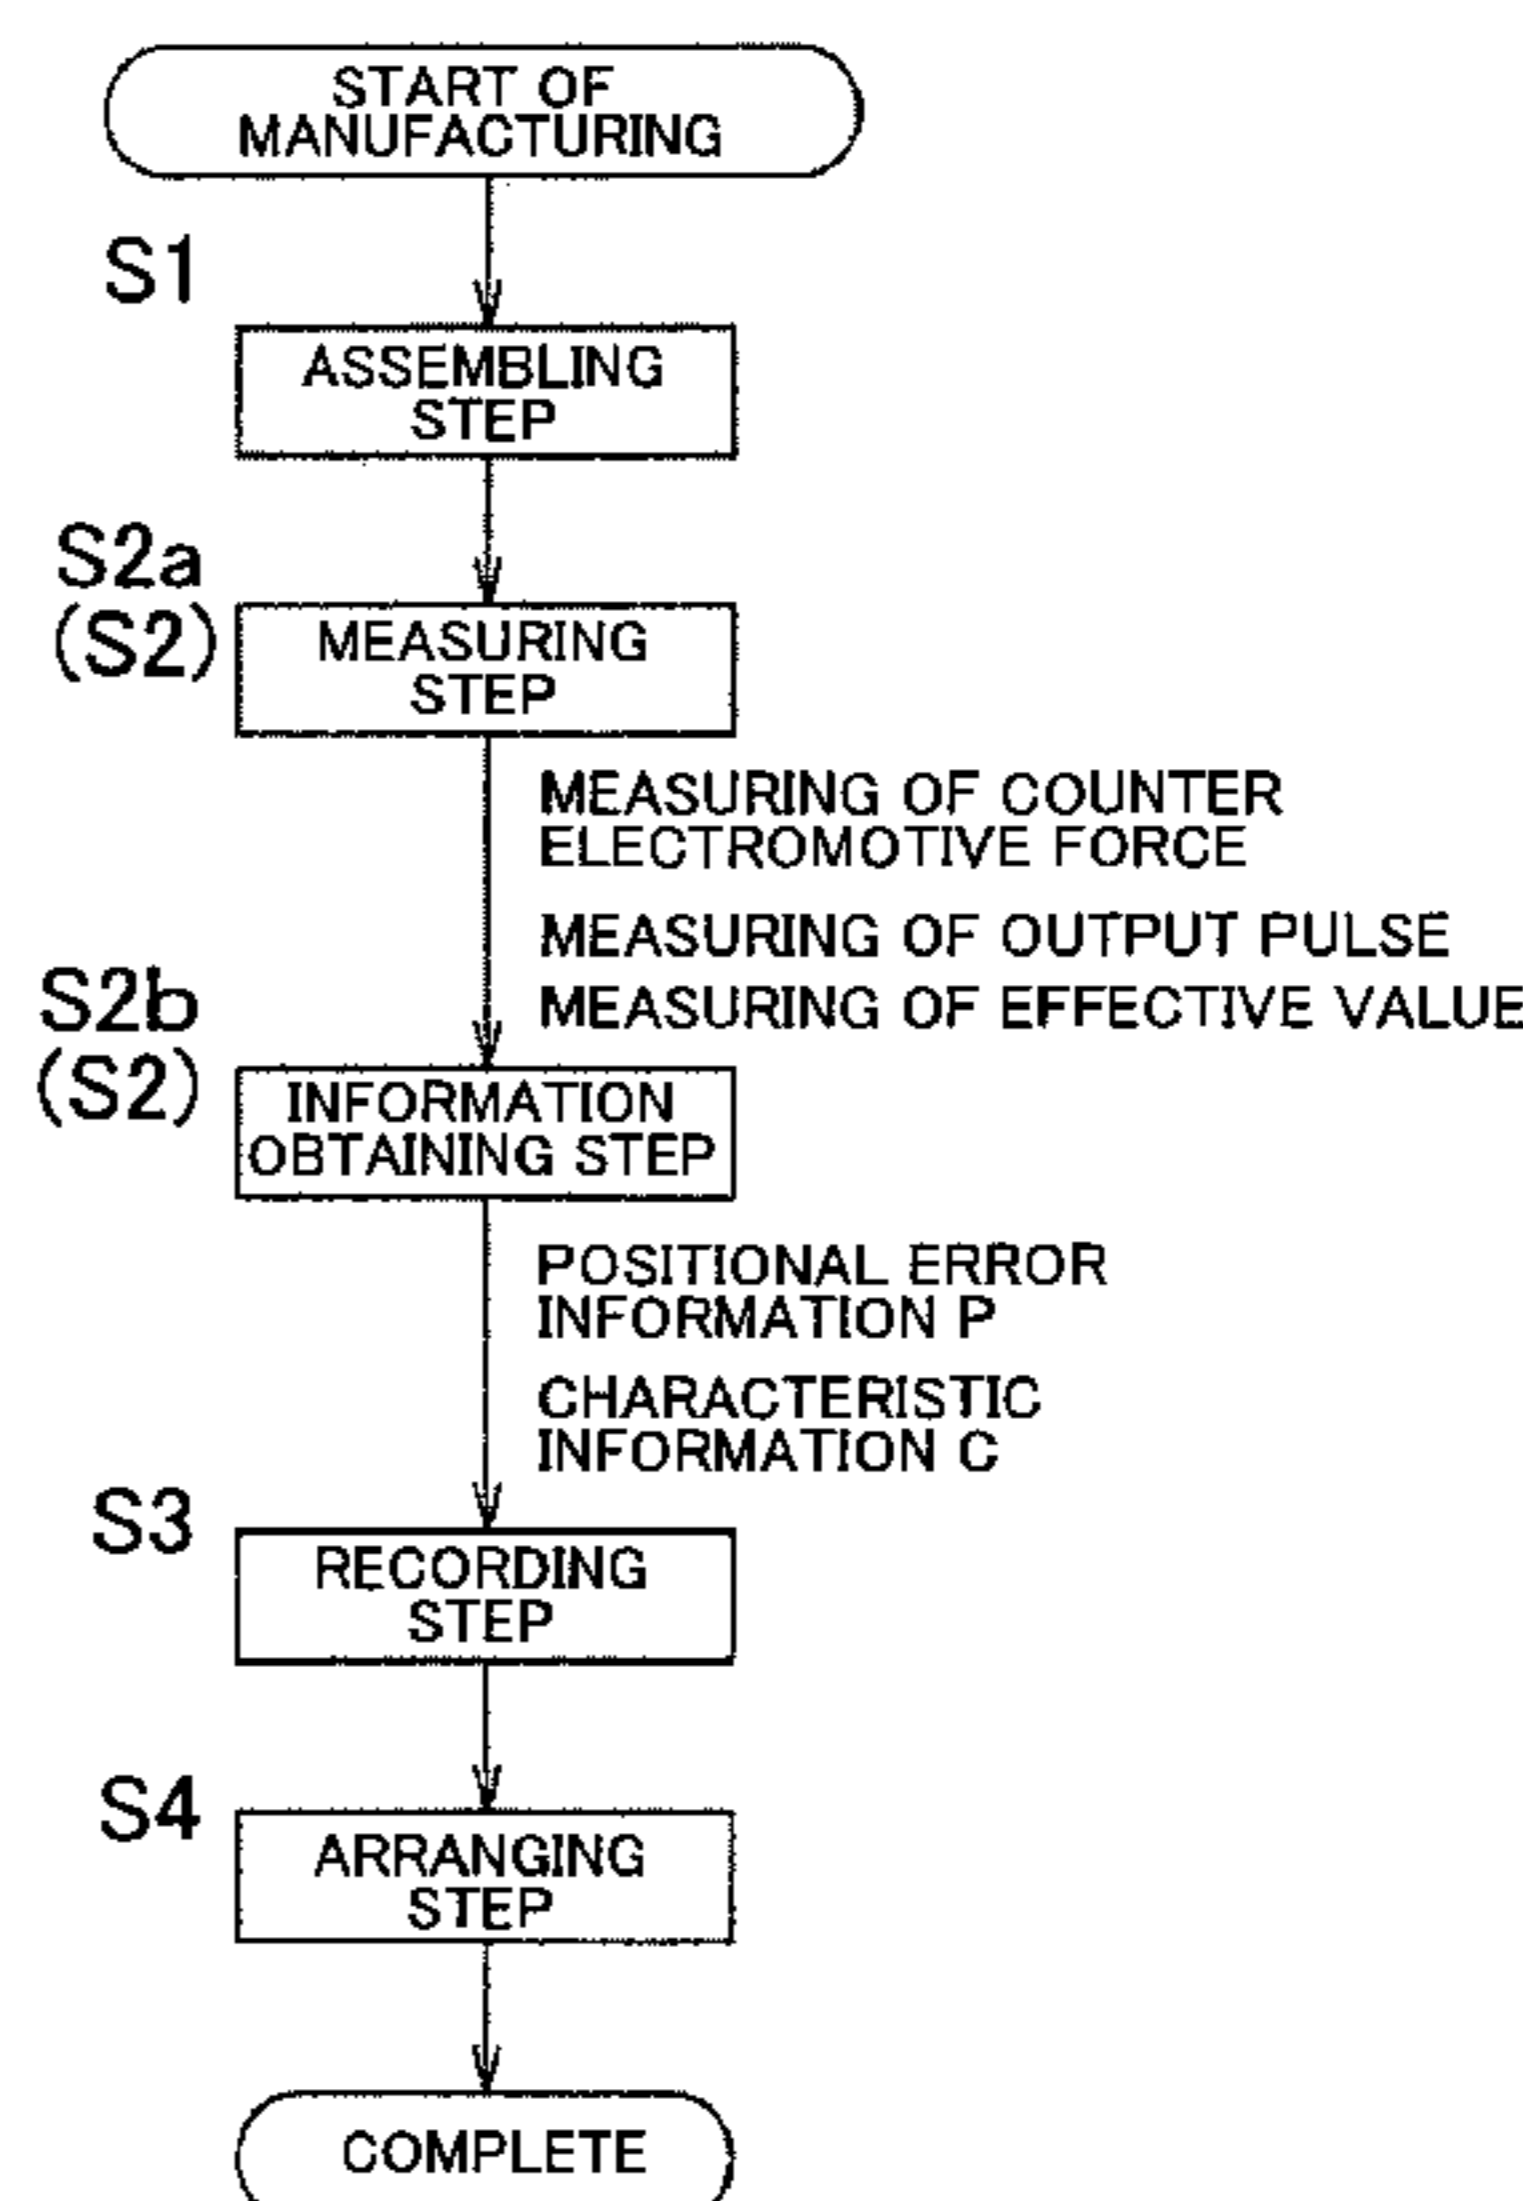 START OF
MANUFACTURING
S1
ASSEMBLING
STEP
S2a
(S2)
MEASURING
STEP
MEASURING OF COUNTER
ELECTROMOTIVE FORCE
MEASURING OF OUTPUT PULSE
MEASURING OF EFFECTIVE VALUE
S2b
(S2)
INFORMATION
OBTAINING STEP
POSITIONAL ERROR
INFORMATION P
CHARACTERISTIC
INFORMATION C
S3
RECORDING
STEP
S4
ARRANGING
STEP
COMPLETE